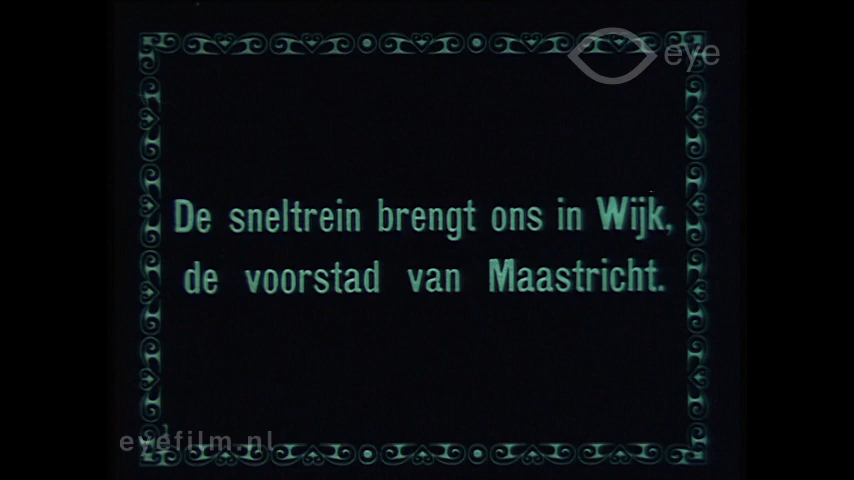 eye
De sneltrein brengt ons in Wijk,
de voorstad van Maastricht.
eyefilm.nl